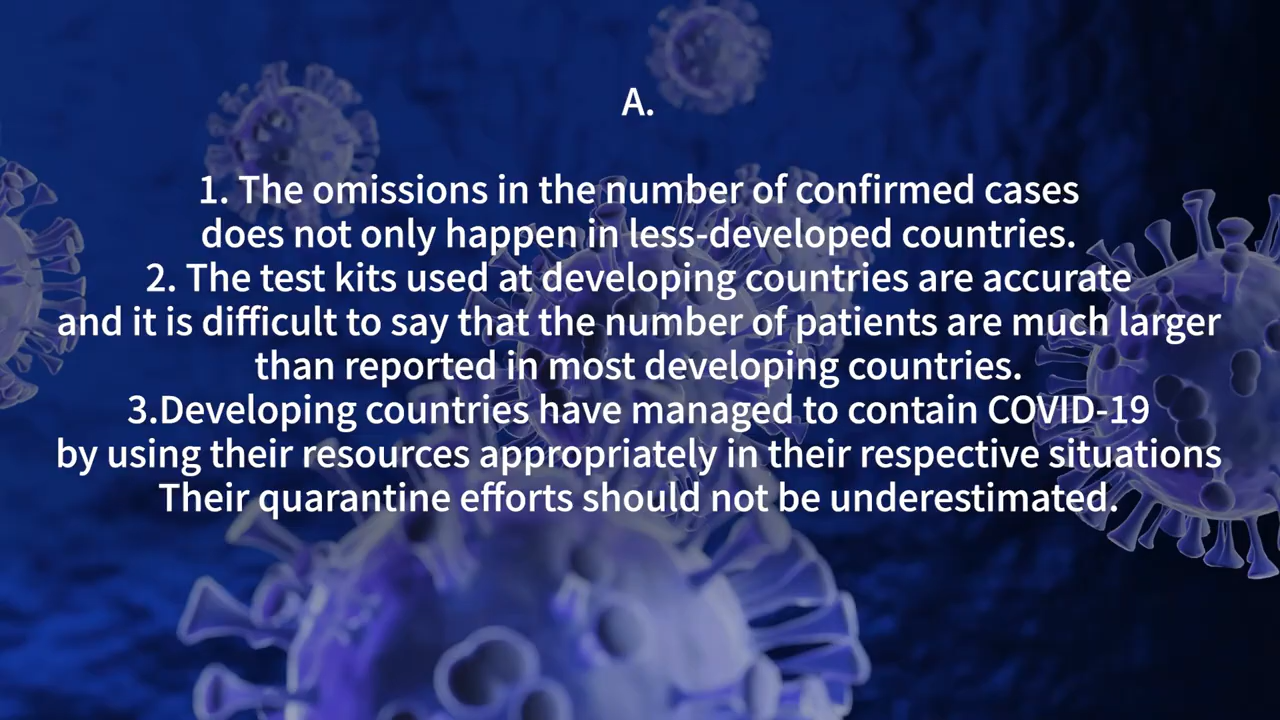 A.
1. The omissions in the number of confirmed cases
does not only happen in less-developed countries.
2. The test kits used at developing countries are accurate
and it is difficult to say that the number of patients are much larger
than reported in most developing countries.
3.Developing countries have managed to contain COVID-19
by using their resources appropriately in their respective situations
Their quarantine efforts should not be underestimated.